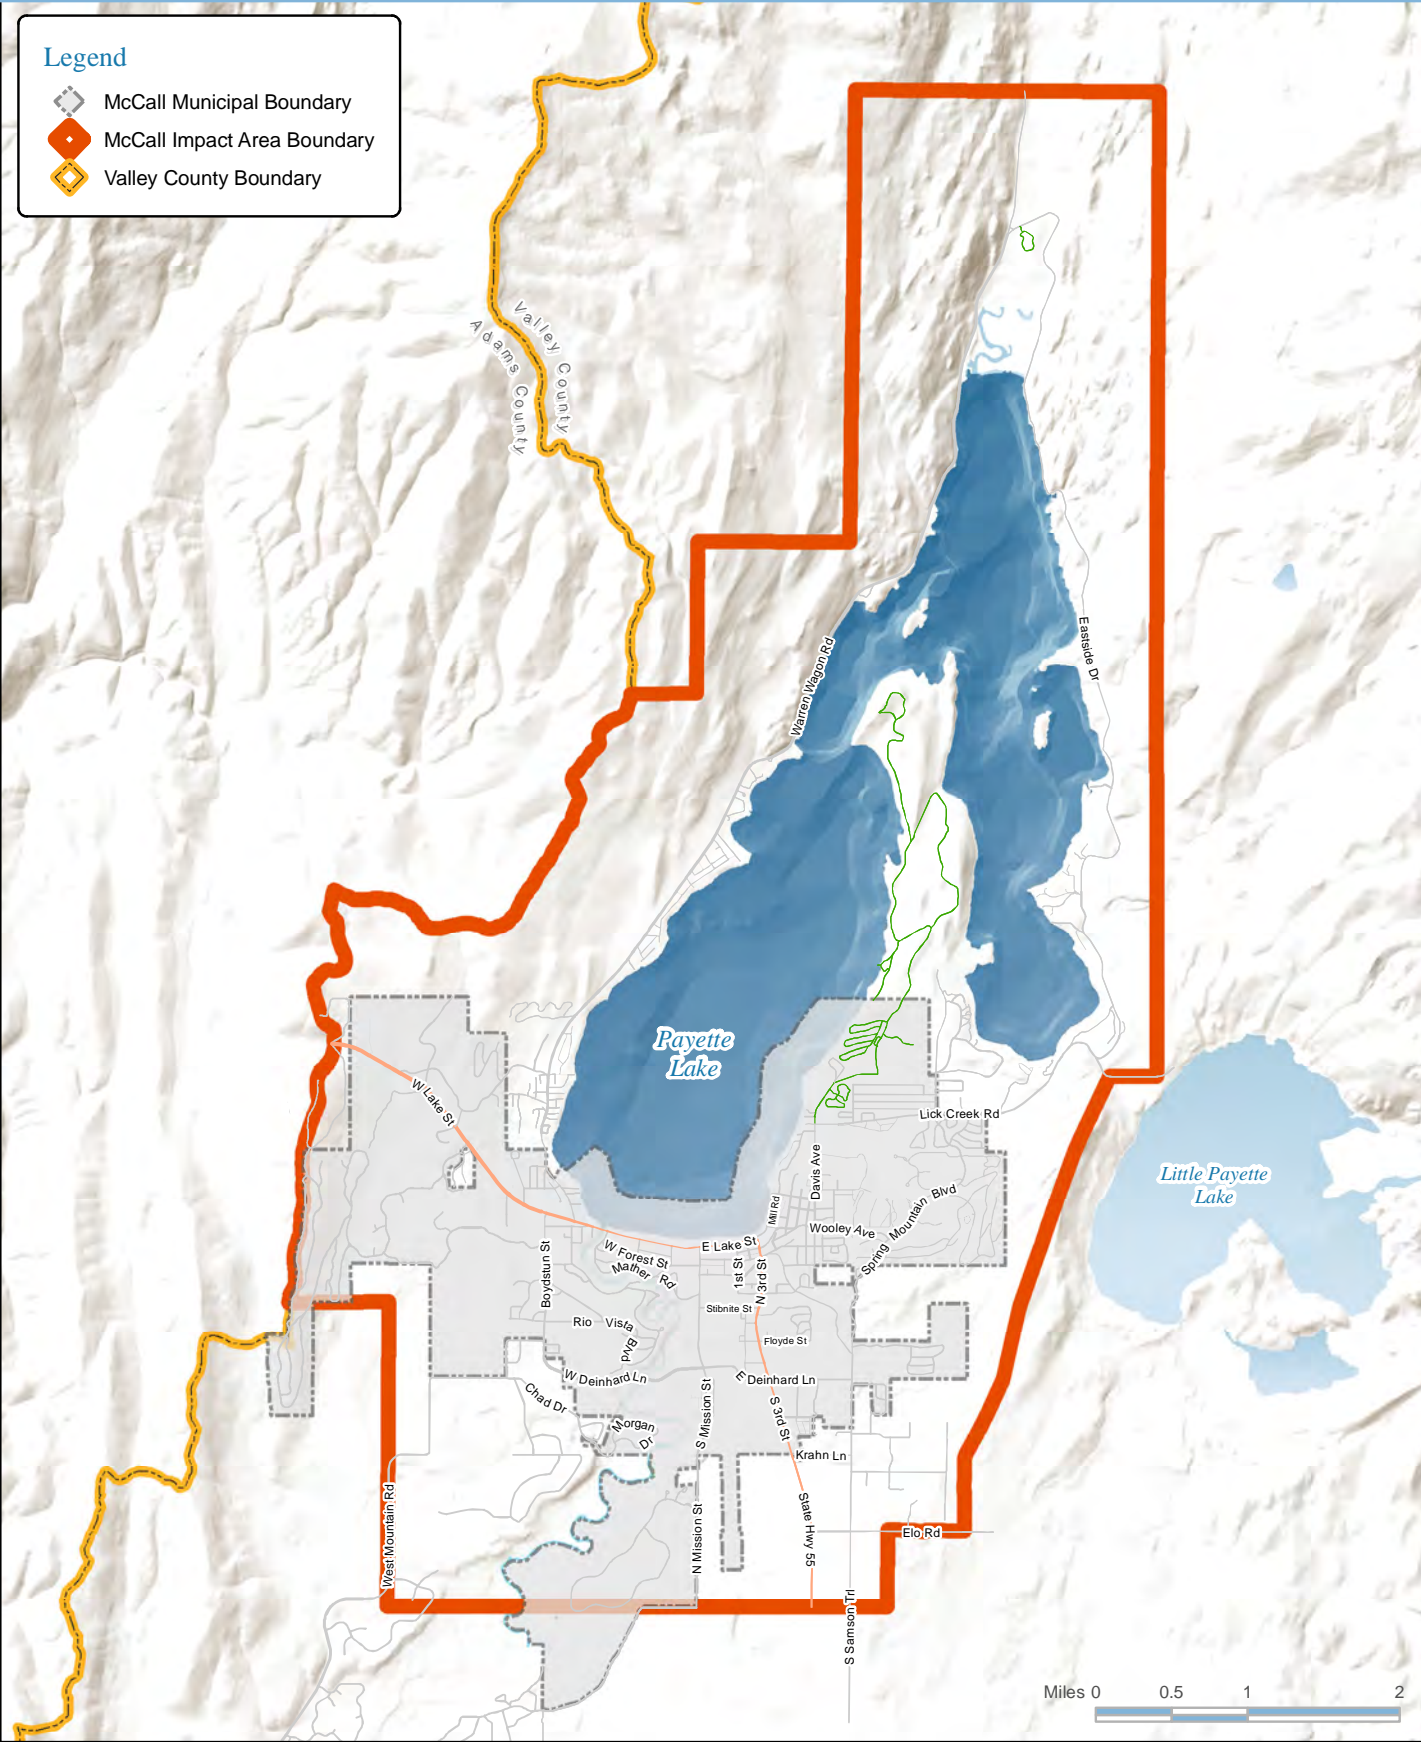 Legend
McCall Municipal Boundary
McCall Impact Area Boundary
Valley County Boundary
Valley County
Adams County
Eastside Dr
Warren Wagon Rd
Payette
Lake
W Lake St
Lick Creek Rd
Little Payette
Lake
Davis Ave
Mill Rd
Spring Mountain Blvd
Wooley Ave
E Lake St
W Forest St
Mather Rd
Boydstun St
1st St
N 3rd St
Stibnite St
Rio Vista
Blvd
Floyde St
W Deinhard Ln
E Deinhard Ln
Chad Dr
S Mission St
S 3rd St
Morgan
Dr
Krahn Ln
West Mountain Rd
N Mission St
State Hwy 55
Elo Rd
S Samson Trl
Miles 0 0.5 1 2